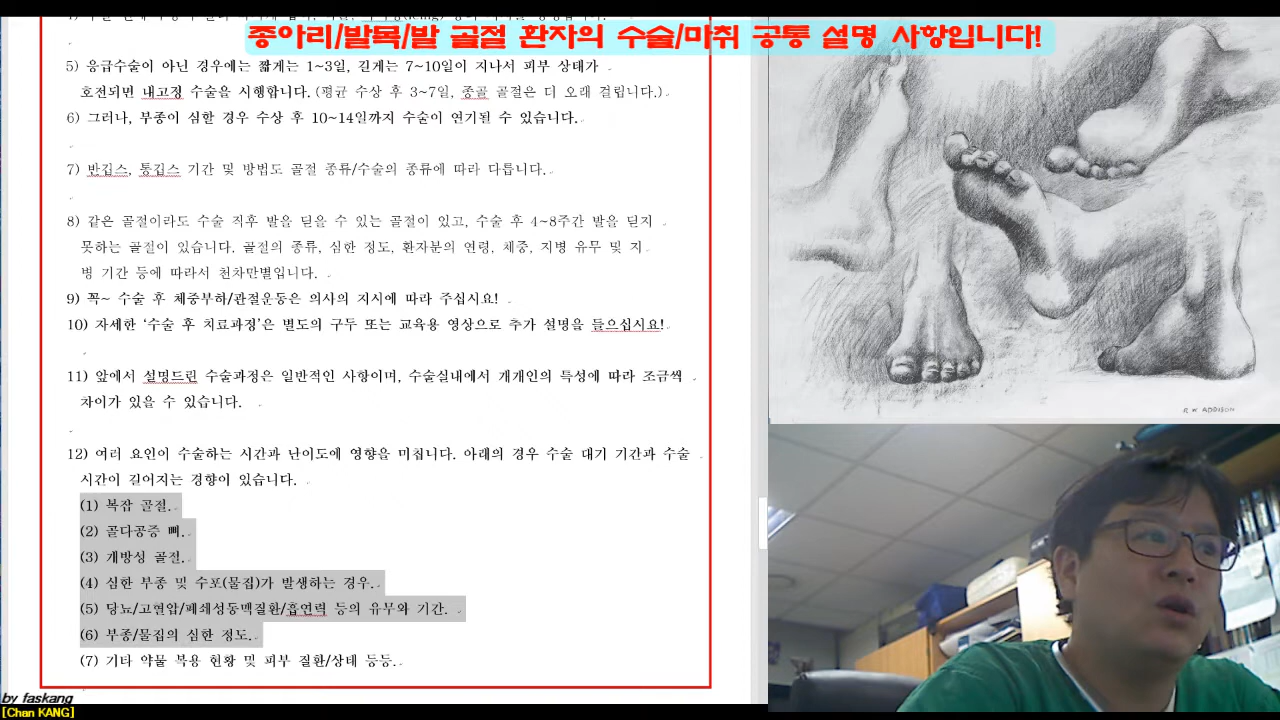 종아리/발목/발 골절 환자의 수술/마취 공통 설명 사항입니다!
5) 응급수술이 아닌 경우에는 짧게는 1~3일, 길게는 7~10일이 지나서 피부 상태가
호전되면 내고정 수술을 시행합니다. (평균 수상 후 3~7일, 종골 골절은 더 오래 걸립니다.)
6) 그러나, 부종이 심할 경우 수상 후 10~14일까지 수술이 연기될 수 있습니다.
7) 반깁스, 통깁스 기간 및 방법도 골절 종류/수술의 종류에 따라 다릅니다.
8) 같은 골절이라도 수술 직후 발을 딛을 수 있는 골절이 있고, 수술 후 4~8주간 발을 딛지
못하는 골절이 있습니다. 골절의 종류, 심한 정도, 환자분의 연령, 체중, 지병 유무 및 지
병 기간 등에 따라서 천차만별입니다.
9) 꼭~ 수술 후 체중부하/관절운동은 의사의 지시에 따라 주십시요!
10) 자세한 ‘수술 후 치료과정’은 별도의 구두 또는 교육용 영상으로 추가 설명을 들으십시요!
11) 앞에서 설명드린 수술과정은 일반적인 사항이며, 수술실내에서 개개인의 특성에 따라 조금씩
차이가 있을 수 있습니다.
12) 여러 요인이 수술하는 시간과 난이도에 영향을 미칩니다. 아래의 경우 수술 대기 기간과 수술
시간이 길어지는 경향이 있습니다.
(1) 복잡 골절.
(2) 골다공증 뼈.
(3) 개방성 골절.
(4) 심한 부종 및 수포(물집)가 발생하는 경우.
(5) 당뇨/고혈압/폐쇄성동맥질환/흡연력 등의 유무와 기간.
(6) 부종/물집의 심한 정도.
(7) 기타 약물 복용 현황 및 피부 질환/상태 등등.
R W ADDISON
by faskang
[Chan KANG]